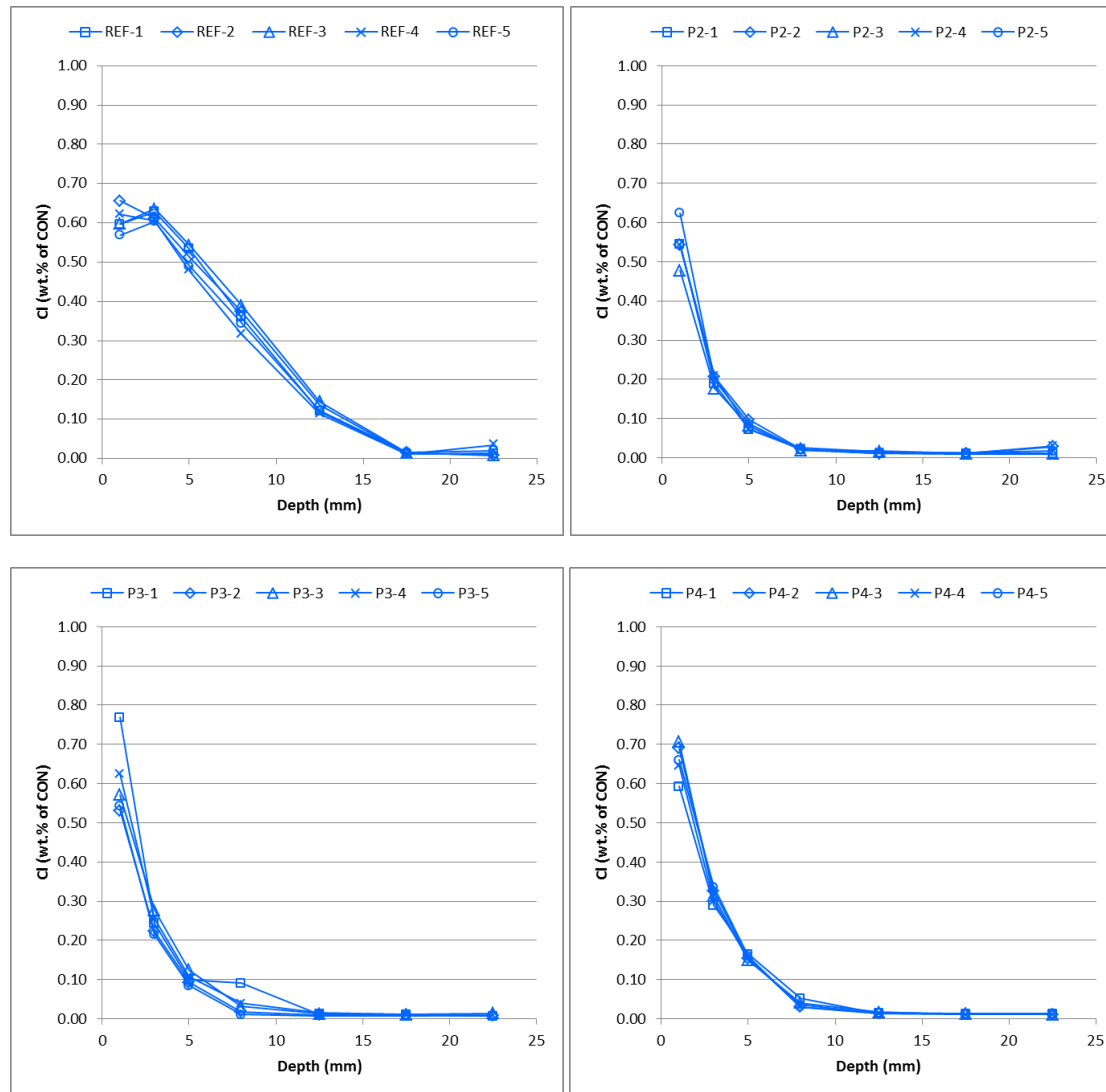 REF-1 REF-2 REF-3 REF-4 REF-5
1.00
0.90
0.80
0.70
0.60
0.50
0.40
0.30
0.20
0.10
0.00
Cl (wt.% of CON)
0 5 10 15 20 25
Depth (mm)
P2-1 P2-2 P2-3 P2-4 P2-5
1.00
0.90
0.80
0.70
0.60
0.50
0.40
0.30
0.20
0.10
0.00
Cl (wt.% of CON)
0 5 10 15 20 25
Depth (mm)
P3-1 P3-2 P3-3 P3-4 P3-5
1.00
0.90
0.80
0.70
0.60
0.50
0.40
0.30
0.20
0.10
0.00
Cl (wt.% of CON)
0 5 10 15 20 25
Depth (mm)
P4-1 P4-2 P4-3 P4-4 P4-5
1.00
0.90
0.80
0.70
0.60
0.50
0.40
0.30
0.20
0.10
0.00
Cl (wt.% of CON)
0 5 10 15 20 25
Depth (mm)